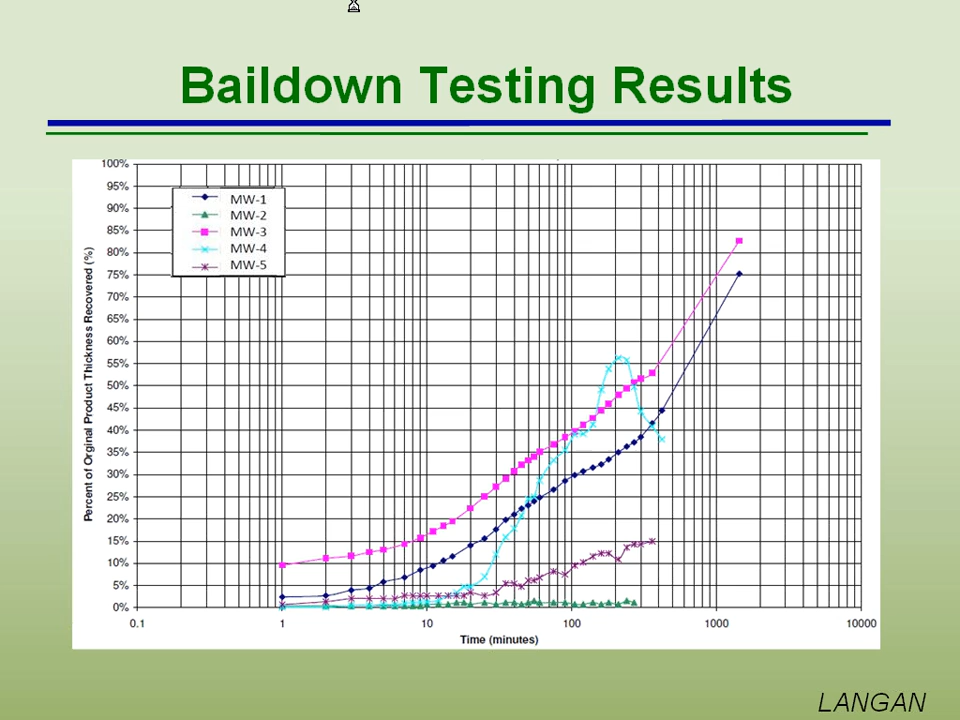 Baildown Testing Results
100%
95%
90%
85%
80%
75%
70%
65%
60%
55%
50%
45%
40%
35%
30%
25%
20%
15%
10%
5%
0%
Percent of Orginal Product Thickness Recovered (%)
MW-1
MW-2
MW-3
MW-4
MW-5
0.1 1 10 100 1000 10000
Time (minutes)
LANGAN